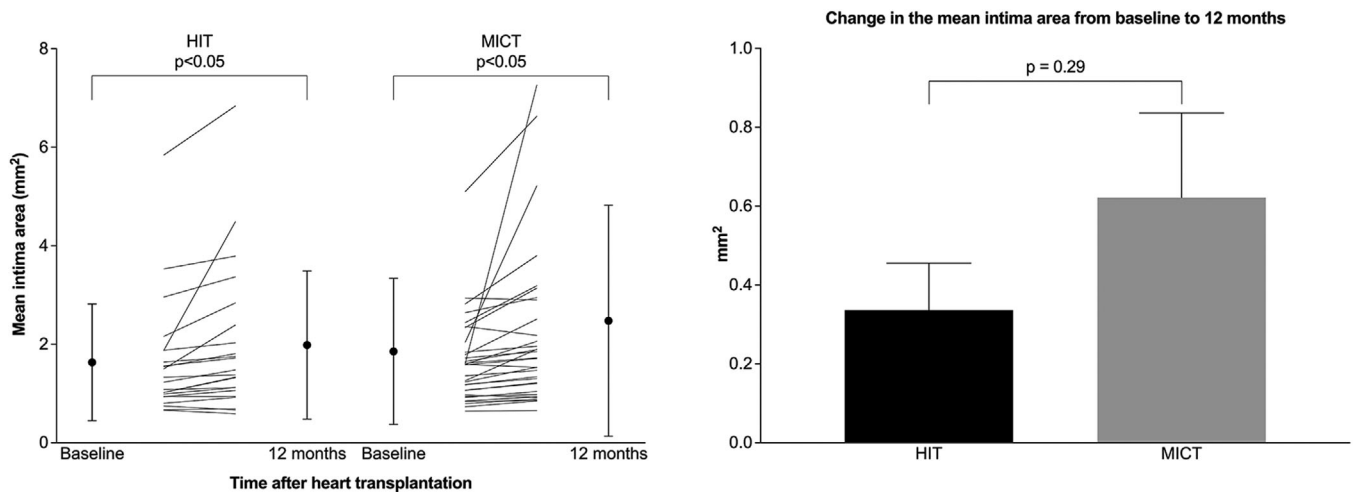 HIT
p<0.05
MICT
p<0.05
8
6
4
2
0
Mean intima area (mm²)
Baseline
12 months
Baseline
12 months
Time after heart transplantation
Change in the mean intima area from baseline to 12 months
p = 0.29
1.0
0.8
0.6
0.4
0.2
0.0
mm²
HIT
MICT